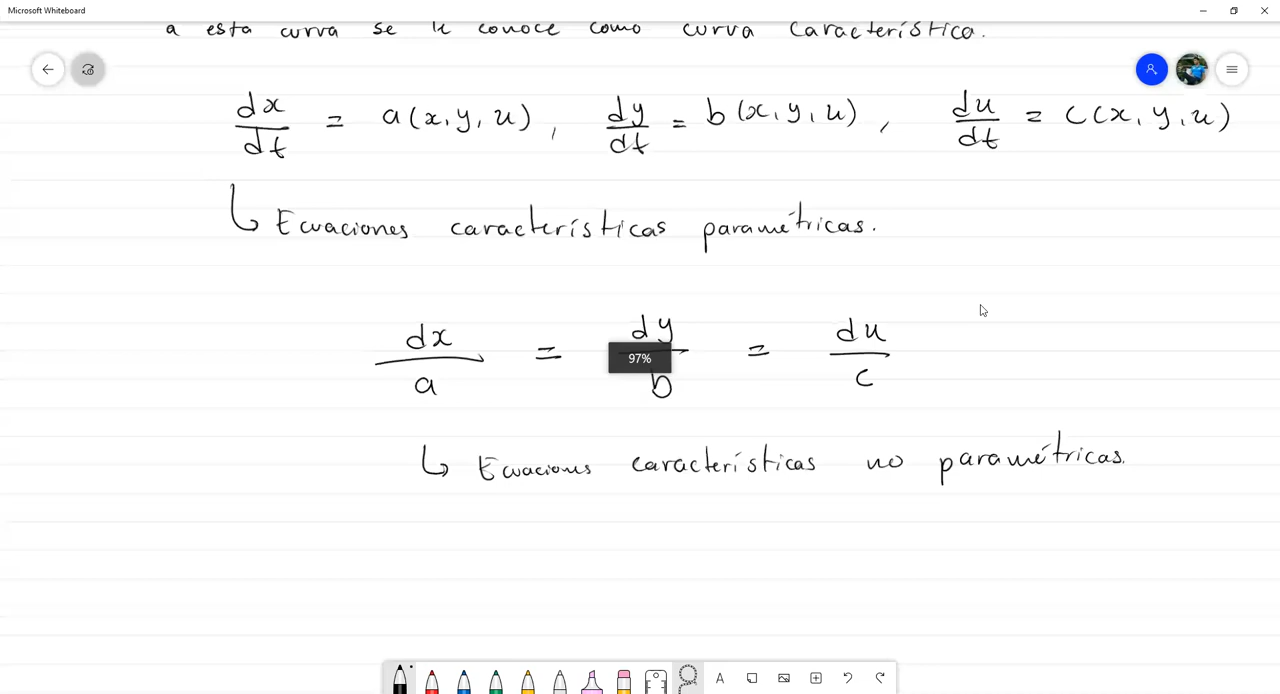 Microsoft Whiteboard
a esta curva se le conoce como curva característica.
dx/dt = a(x,y,u), dy/dt = b(x,y,u), du/dt = c(x,y,u)
↳ Ecuaciones características paramétricas.
dx/a = dy/b = du/c
97%
↳ Ecuacions características no paramétricas.
A